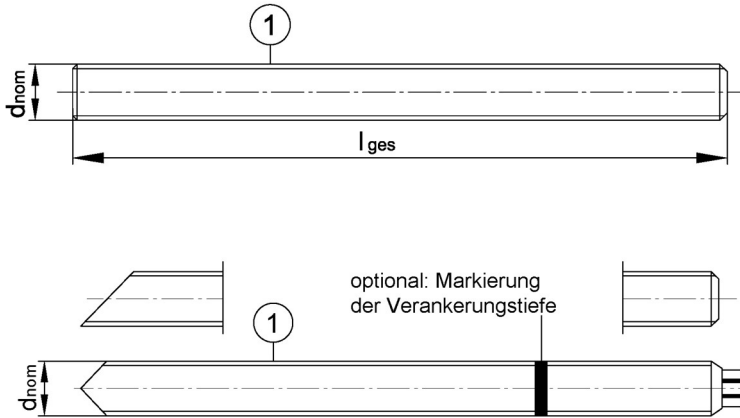 1
dnom
lges
optional: Markierung
der Verankerungstiefe
1
dnom